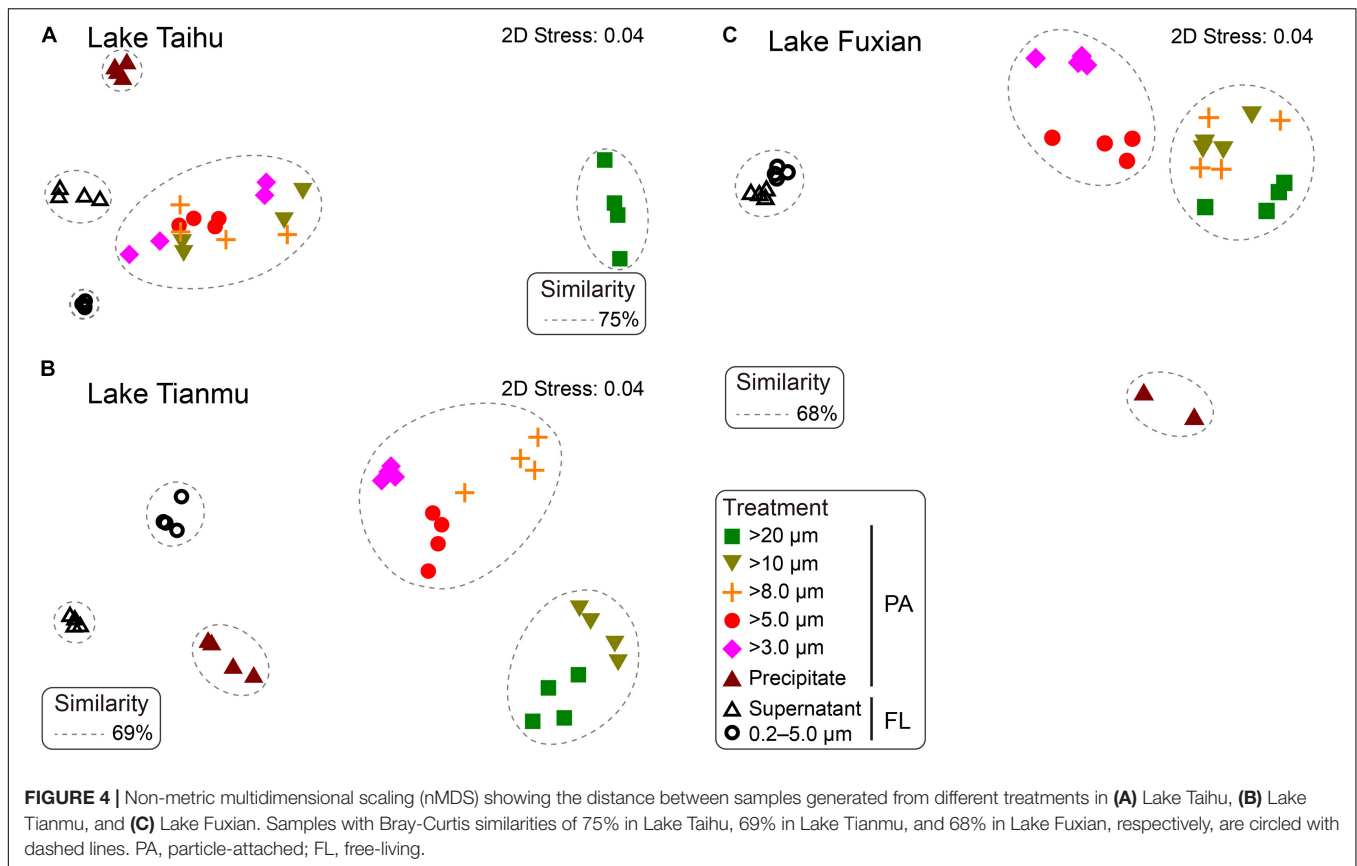 A Lake Taihu
2D Stress: 0.04
Similarity
75%
B Lake Tianmu
2D Stress: 0.04
Similarity
69%
C Lake Fuxian
2D Stress: 0.04
Similarity
68%
Treatment
>20 µm
>10 µm
>8.0 µm
>5.0 µm
>3.0 µm
Precipitate
PA
Supernatant
0.2–5.0 µm
FL
FIGURE 4 | Non-metric multidimensional scaling (nMDS) showing the distance between samples generated from different treatments in (A) Lake Taihu, (B) Lake
Tianmu, and (C) Lake Fuxian. Samples with Bray-Curtis similarities of 75% in Lake Taihu, 69% in Lake Tianmu, and 68% in Lake Fuxian, respectively, are circled with
dashed lines. PA, particle-attached; FL, free-living.